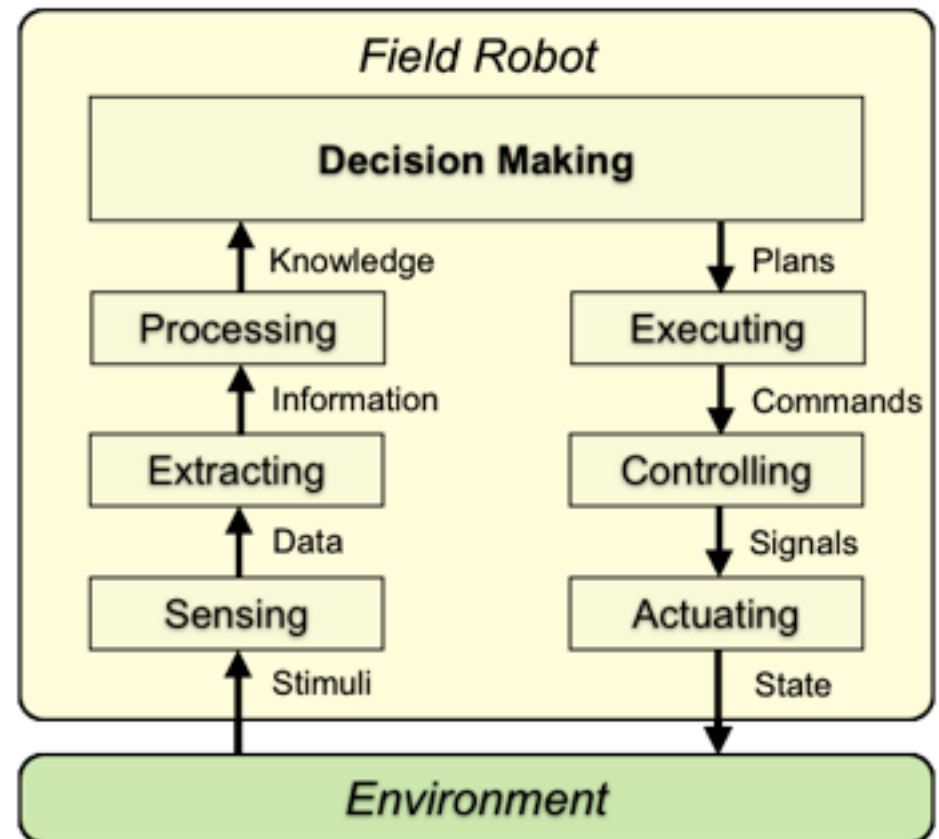 Field Robot
Decision Making
Knowledge
Plans
Processing
Executing
Information
Commands
Extracting
Controlling
Data
Signals
Sensing
Actuating
Stimuli
State
Environment